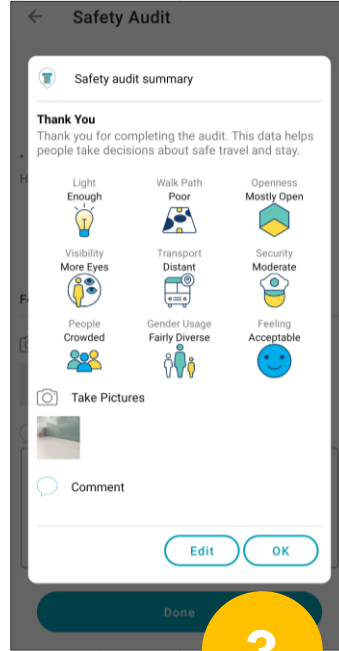 Safety Audit
Safety audit summary
Thank You
Thank you for completing the audit. This data helps
people take decisions about safe travel and stay.
Light
Enough
Walk Path
Poor
Openness
Mostly Open
Visibility
More Eyes
Transport
Distant
Security
Moderate
People
Crowded
Gender Usage
Fairly Diverse
Feeling
Acceptable
Take Pictures
Comment
Edit
OK
Done
3